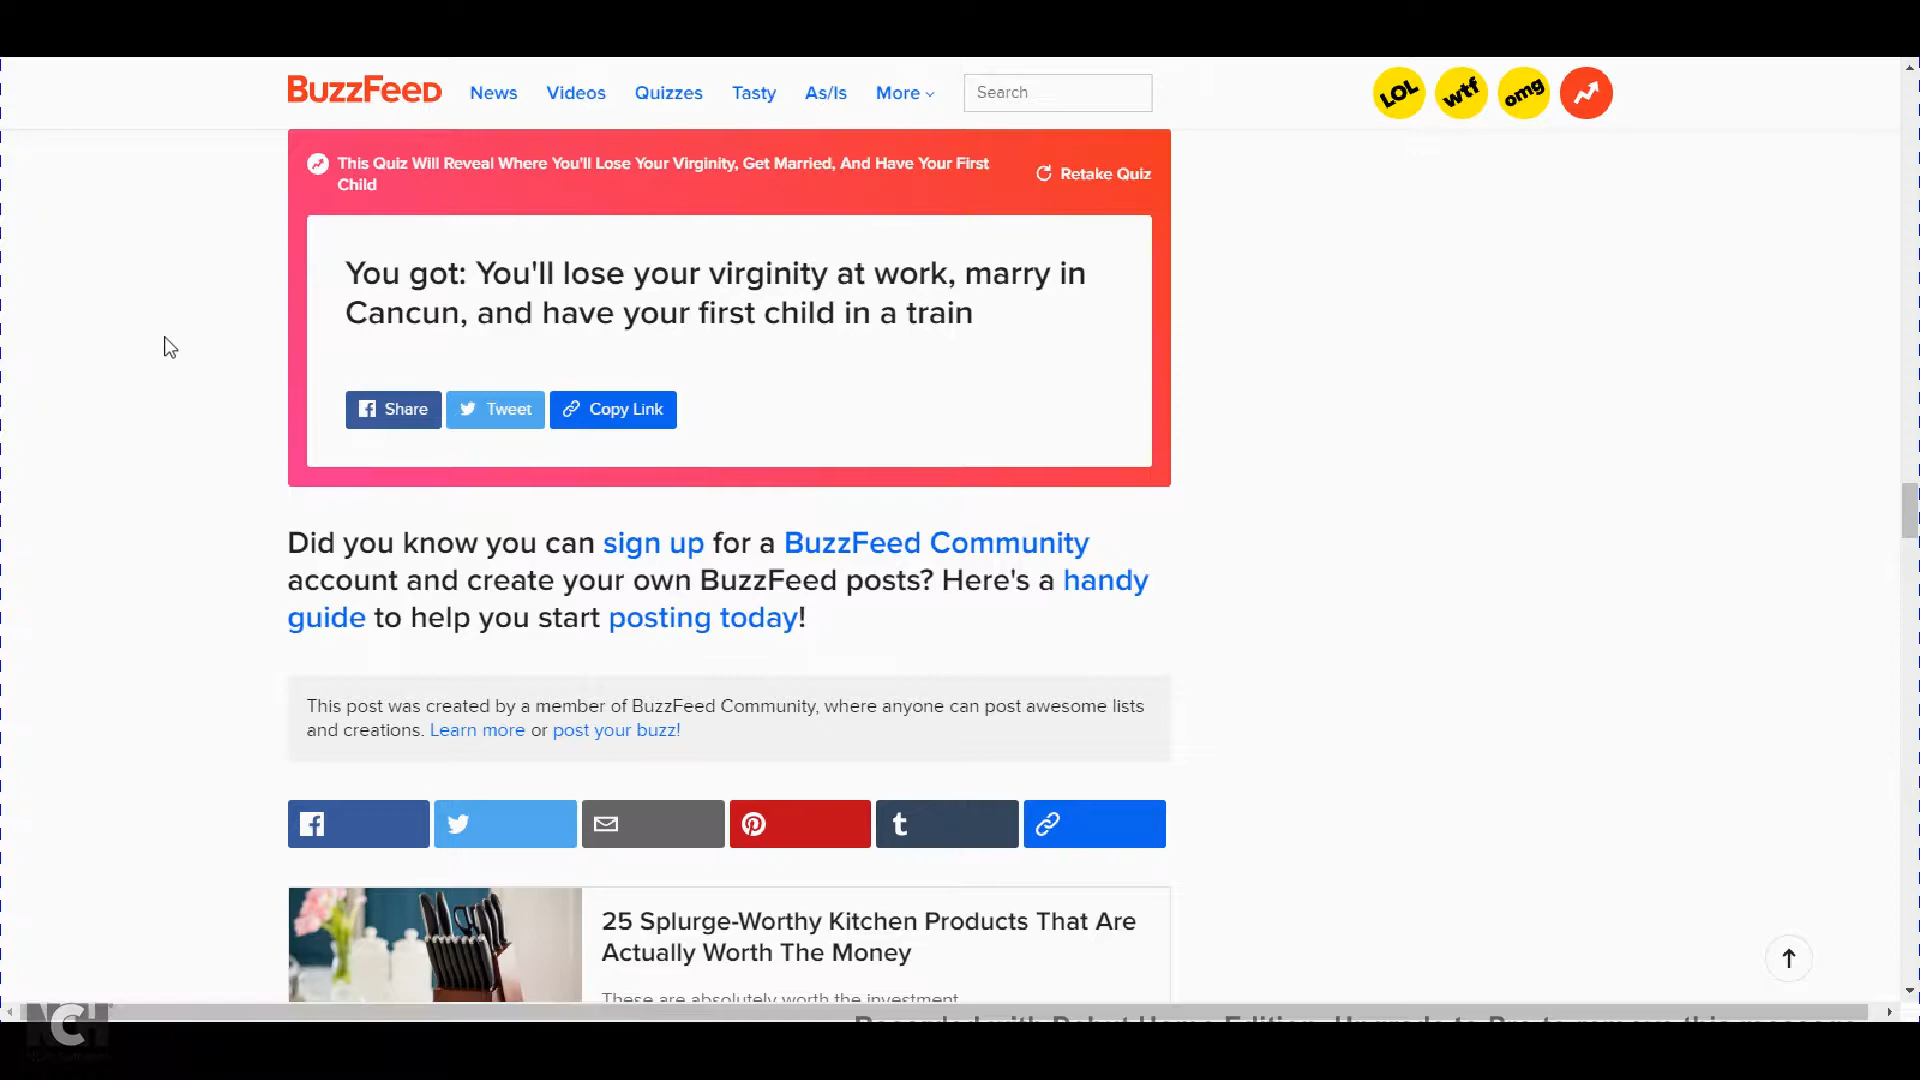 BuzzFeed News Videos Quizzes Tasty As/Is More Search LOL wtf omg
This Quiz Will Reveal Where You'll Lose Your Virginity, Get Married, And Have Your First
Child
Retake Quiz
You got: You'll lose your virginity at work, marry in
Cancun, and have your first child in a train
Share Tweet Copy Link
Did you know you can sign up for a BuzzFeed Community
account and create your own BuzzFeed posts? Here's a handy
guide to help you start posting today!
This post was created by a member of BuzzFeed Community, where anyone can post awesome lists
and creations. Learn more or post your buzz!
25 Splurge-Worthy Kitchen Products That Are
Actually Worth The Money
These are absolutely worth the investment
NCH